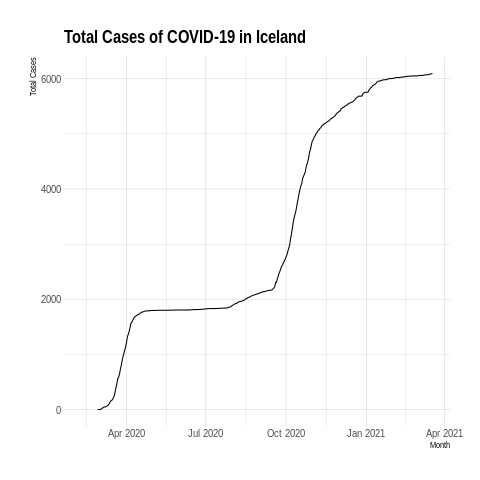 Total Cases of COVID-19 in Iceland
Total Cases
6000
4000
2000
0
Apr 2020 Jul 2020 Oct 2020 Jan 2021 Apr 2021
Month